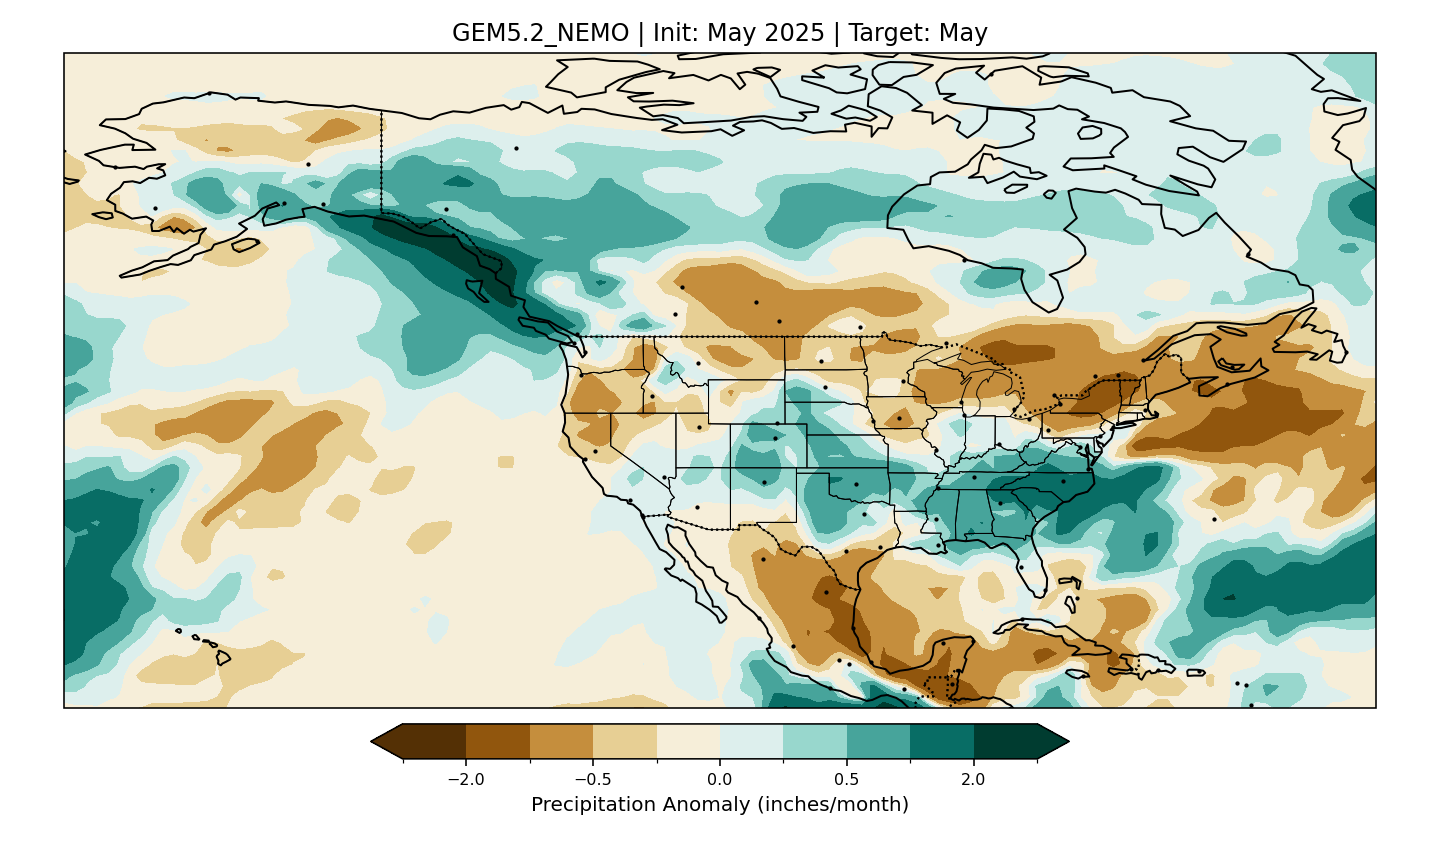 GEM5.2_NEMO | Init: May 2025 | Target: May
−2.0 −0.5 0.0 0.5 2.0
Precipitation Anomaly (inches/month)